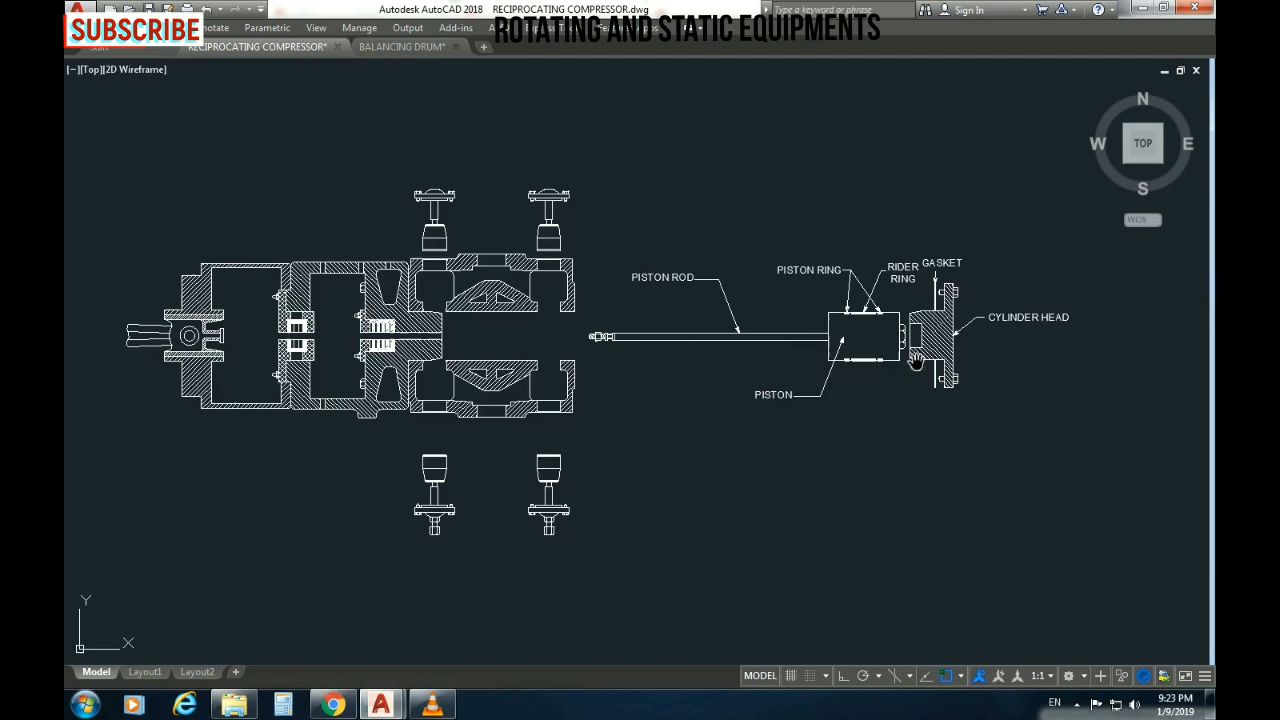 Autodesk AutoCAD 2018 RECIPROCATING COMPRESSOR.dwg
Type a keyword or phrase
Sign In
SUBSCRIBE
ROTATING AND STATIC EQUIPMENTS
Parametric View Manage Output Add-ins
RECIPROCATING COMPRESSOR*
BALANCING DRUM*
[−][Top][2D Wireframe]
N
W
TOP
E
S
WCS
PISTON ROD
PISTON RING
RIDER
RING
GASKET
CYLINDER HEAD
PISTON
Y
X
Model Layout1 Layout2
MODEL
1:1
EN
9:23 PM
1/9/2019